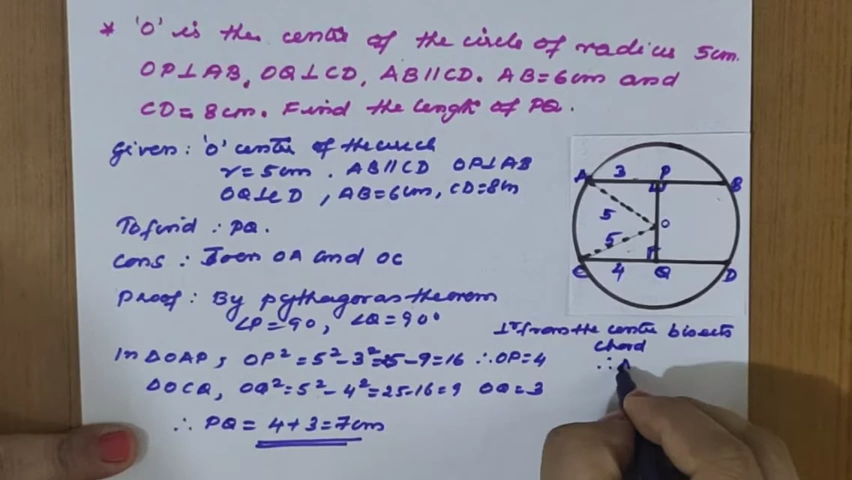 * 'O' is the centre of the circle of radius 5cm.
OP⊥AB, OQ⊥CD, AB//CD. AB=6cm and
CD=8cm. Find the length of PQ.
Given: 'O' centre of the circle
r=5cm. AB//CD OP⊥AB
OQ⊥CD, AB=6cm, CD=8m
To find: PQ.
Cons: Join OA and OC
Proof: By pythagoras theorem
∠P=90, ∠Q=90°
In ΔOAP, OP²=5²-3²=25-9=16 ∴OP=4
ΔOCQ, OQ²=5²-4²=25-16=9 OQ=3
∴ PQ = 4+3=7cm
A 3 P B
5 O
5
C 4 Q D
⊥r from the centre bisects
chord
∴